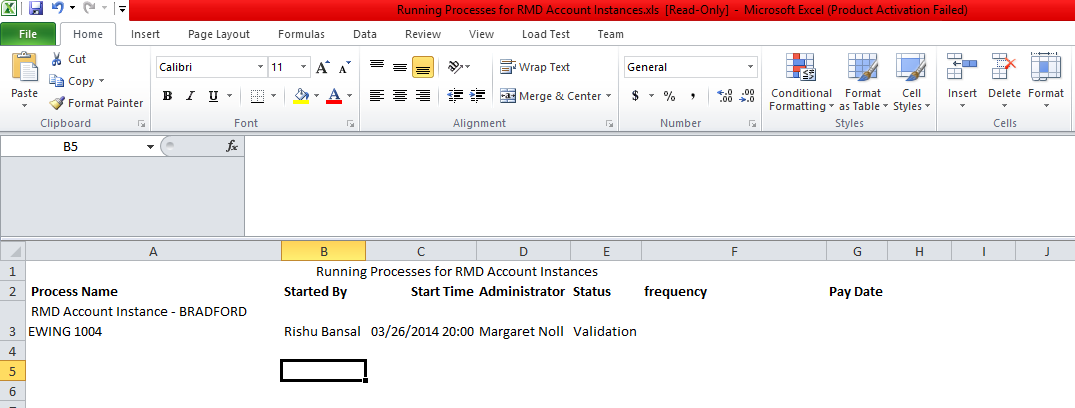 Running Processes for RMD Account Instances.xls [Read-Only] - Microsoft Excel (Product Activation Failed)
File Home Insert Page Layout Formulas Data Review View Load Test Team
Paste
Cut
Copy
Format Painter
Clipboard
Calibri 11 A A
B I U A
Font
Wrap Text
Merge & Center
Alignment
General
$ % , .00 .00
Number
Conditional Formatting
Format as Table
Cell Styles
Styles
Insert Delete Format
Cells
B5 fx
A B C D E F G H I J
1 Running Processes for RMD Account Instances
2 Process Name Started By Start Time Administrator Status frequency Pay Date
RMD Account Instance - BRADFORD
3 EWING 1004 Rishu Bansal 03/26/2014 20:00 Margaret Noll Validation
4
5
6